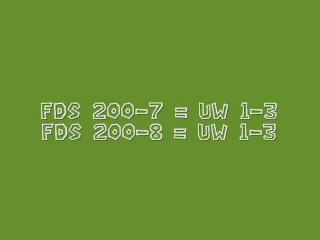 FDS 200-7 = UW 1-3
FDS 200-8 = UW 1-3